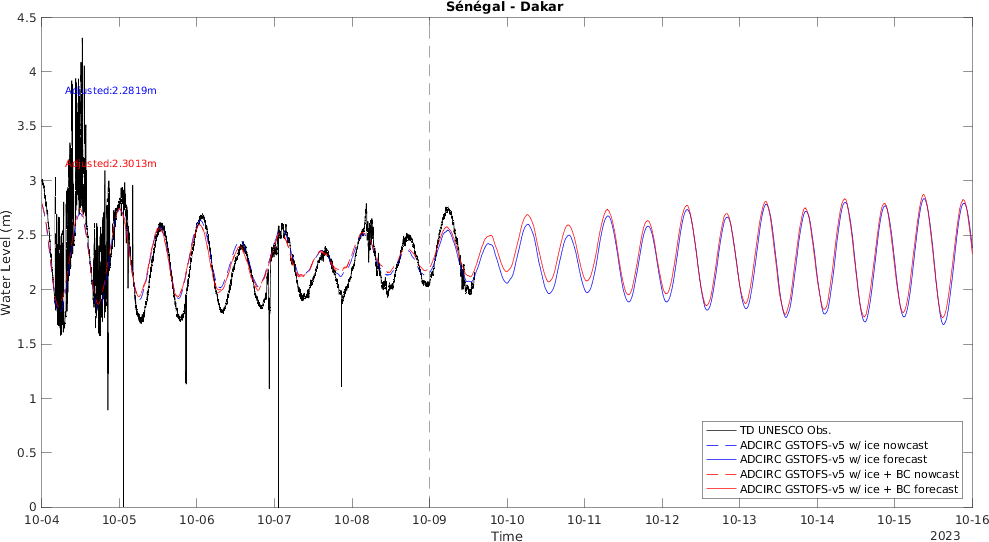 Sénégal - Dakar
4.5
4
3.5
3
2.5
2
1.5
1
0.5
0
Water Level (m)
Adjusted:2.2819m
Adjusted:2.3013m
TD UNESCO Obs.
ADCIRC GSTOFS-v5 w/ ice nowcast
ADCIRC GSTOFS-v5 w/ ice forecast
ADCIRC GSTOFS-v5 w/ ice + BC nowcast
ADCIRC GSTOFS-v5 w/ ice + BC forecast
10-04 10-05 10-06 10-07 10-08 10-09 10-10 10-11 10-12 10-13 10-14 10-15 10-16
Time
2023